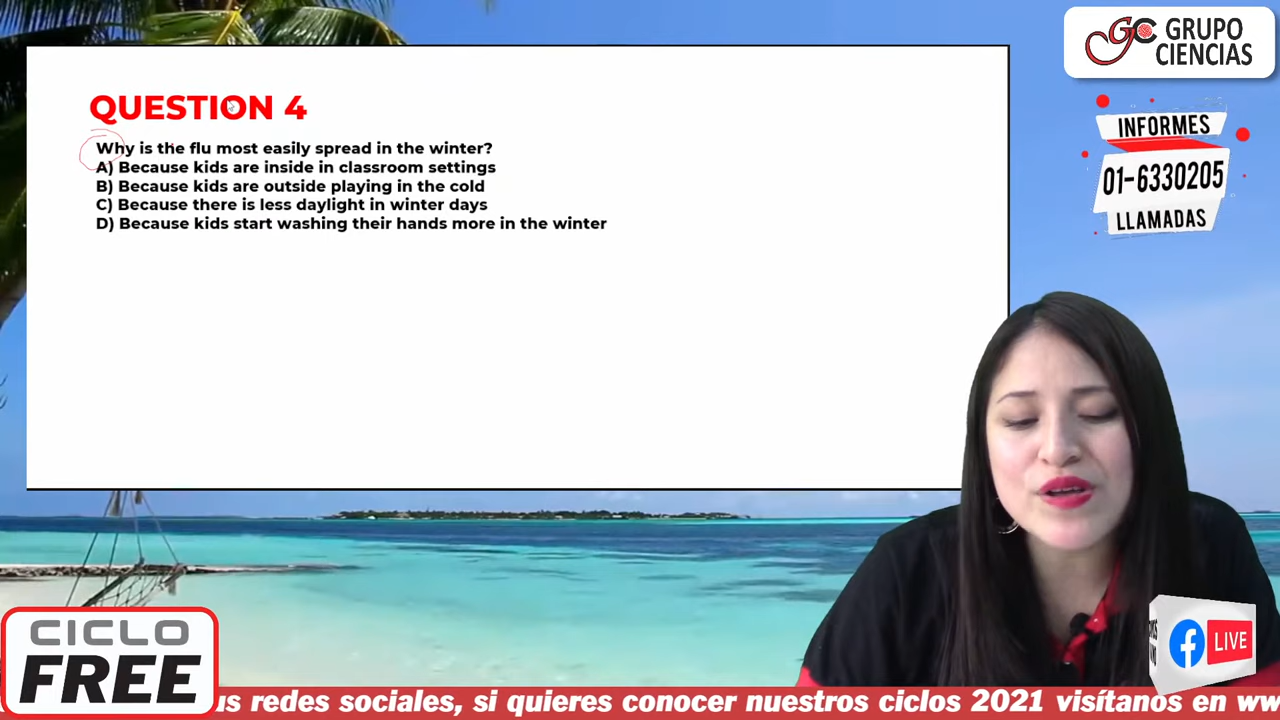 GRUPO
CIENCIAS
QUESTION 4
INFORMES
Why is the flu most easily spread in the winter?
A) Because kids are inside in classroom settings
B) Because kids are outside playing in the cold
C) Because there is less daylight in winter days
D) Because kids start washing their hands more in the winter
01-6330205
LLAMADAS
CICLO
FREE
LIVE
redes sociales, si quieres conocer nuestros ciclos 2021 visítanos en